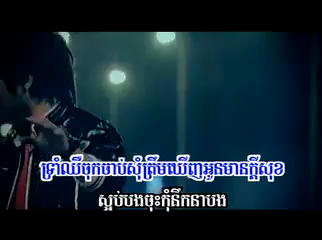 ទ្រាំឈឺចុកចាប់សុំត្រឹមឃើញអូនមានក្ដីសុខ
ស្អប់បងចុះកុំនឹកនាបង